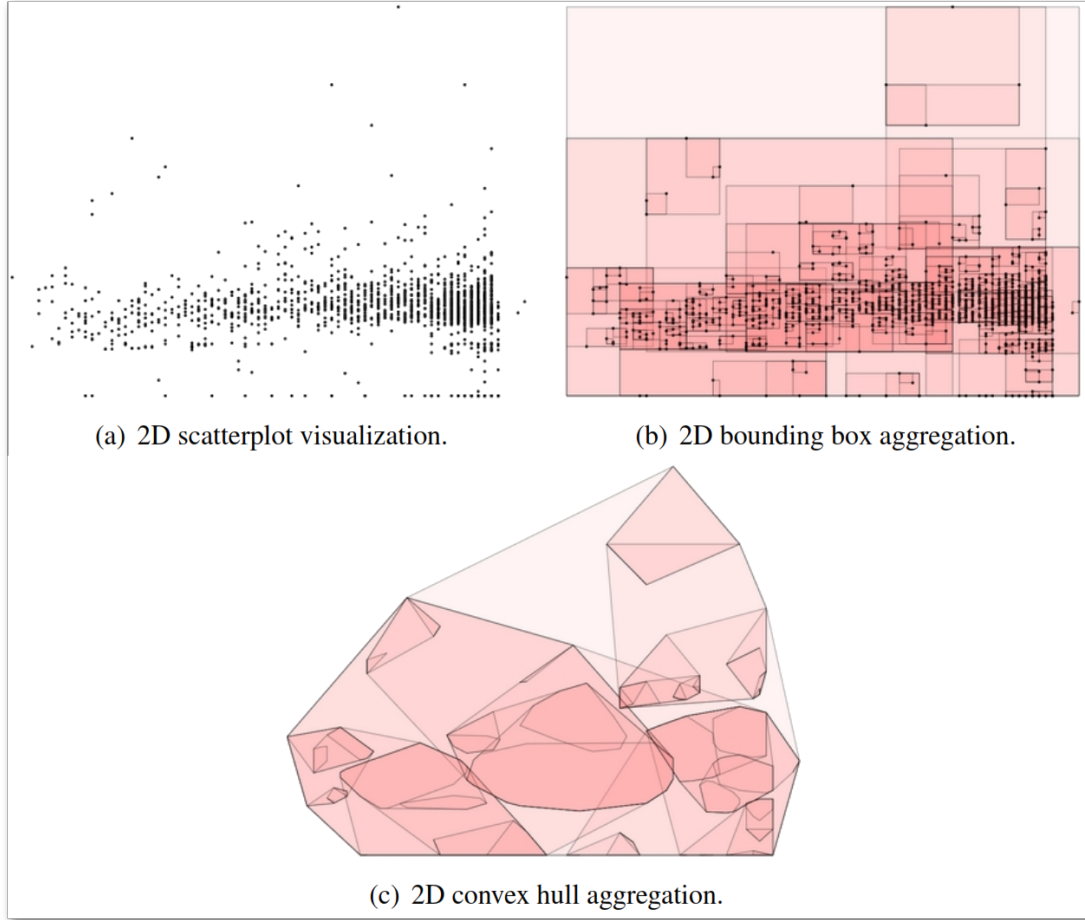 (a) 2D scatterplot visualization.
(b) 2D bounding box aggregation.
(c) 2D convex hull aggregation.